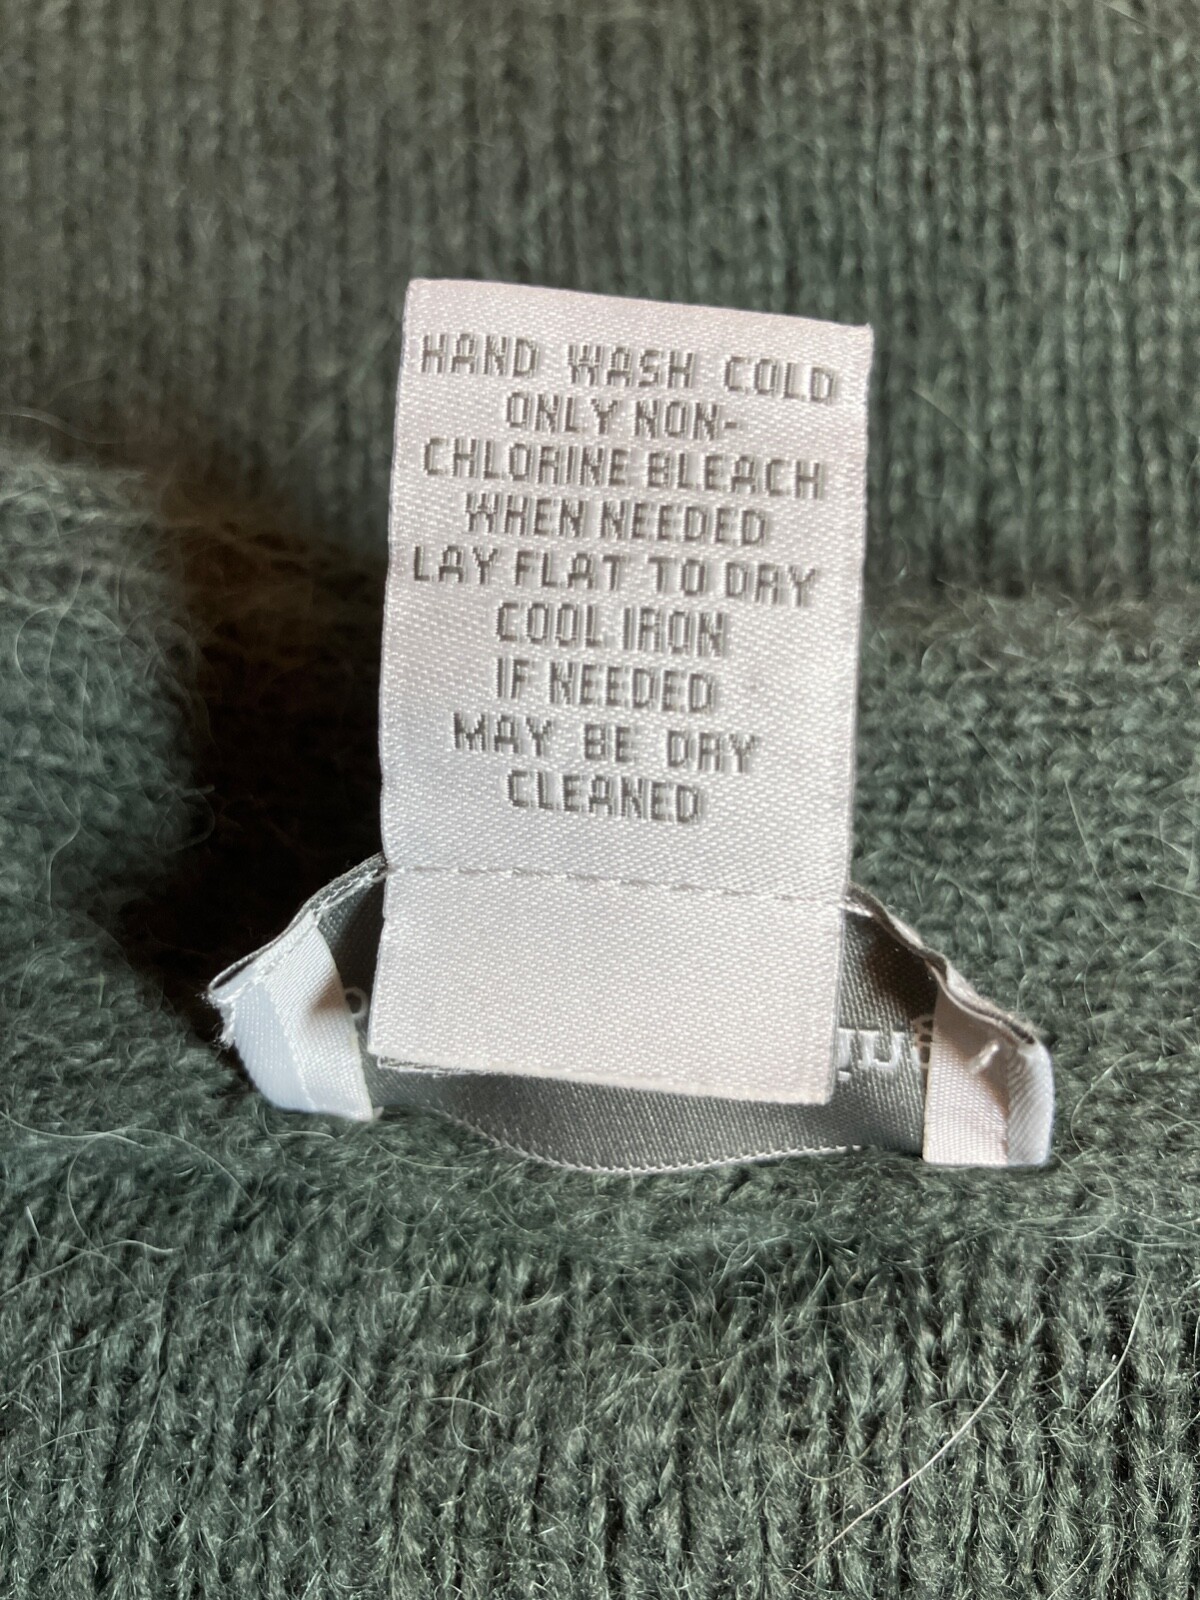 HAND WASH COLD
ONLY NON-
CHLORINE BLEACH
WHEN NEEDED
LAY FLAT TO DRY
COOL IRON
IF NEEDED
MAY BE DRY
CLEANED